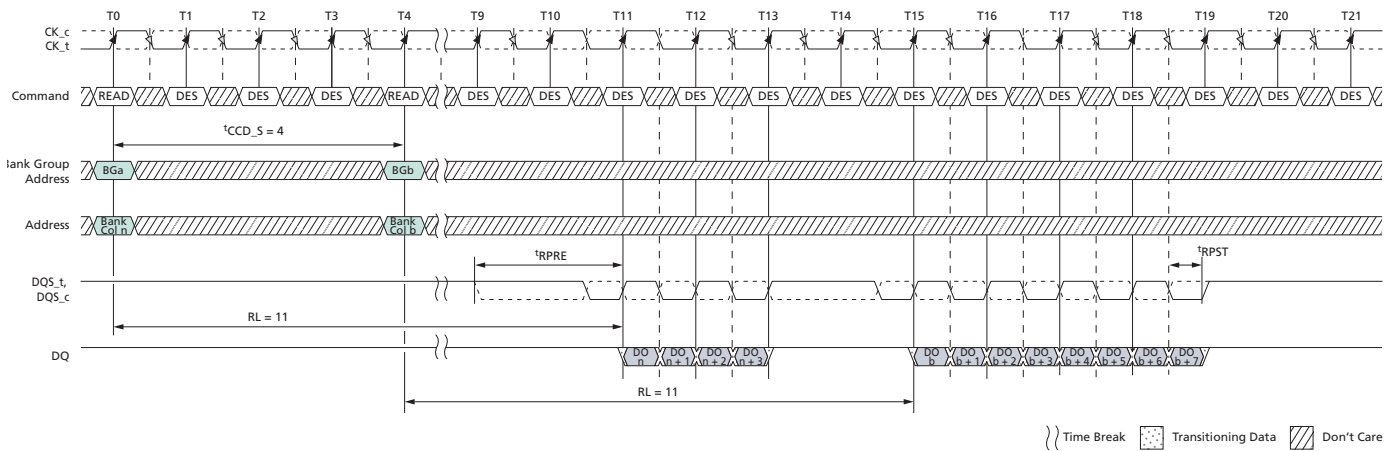 T0 T1 T2 T3 T4 T9 T10 T11 T12 T13 T14 T15 T16 T17 T18 T19 T20 T21
CK_c
CK_t
Command READ DES DES DES READ DES DES DES DES DES DES DES DES DES DES DES DES DES
tCCD_S = 4
Bank Group
Address
BGa BGb
Address
Bank
Col n
Bank
Col b
tRPRE tRPST
DQS_t,
DQS_c
RL = 11
DQ
DO
n
DO
n + 1
DO
n + 2
DO
n + 3
DO
b
DO
b + 1
DO
b + 2
DO
b + 3
DO
b + 4
DO
b + 5
DO
b + 6
DO
b + 7
RL = 11
Time Break Transitioning Data Don't Care